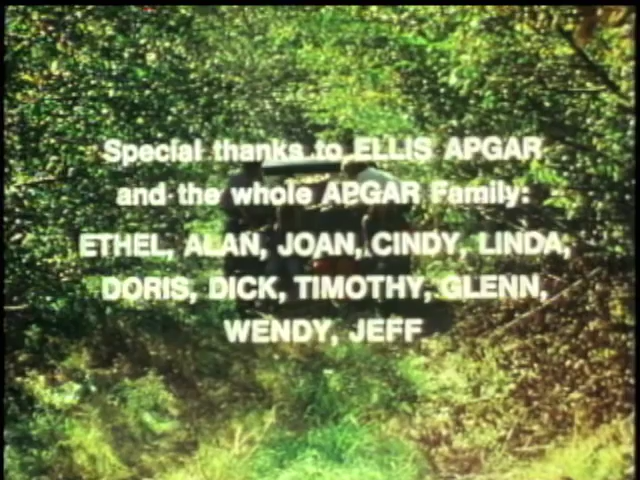 Special thanks to ELLIS APGAR
and the whole APGAR Family:
ETHEL, ALAN, JOAN, CINDY, LINDA,
DORIS, DICK, TIMOTHY, GLENN,
WENDY, JEFF